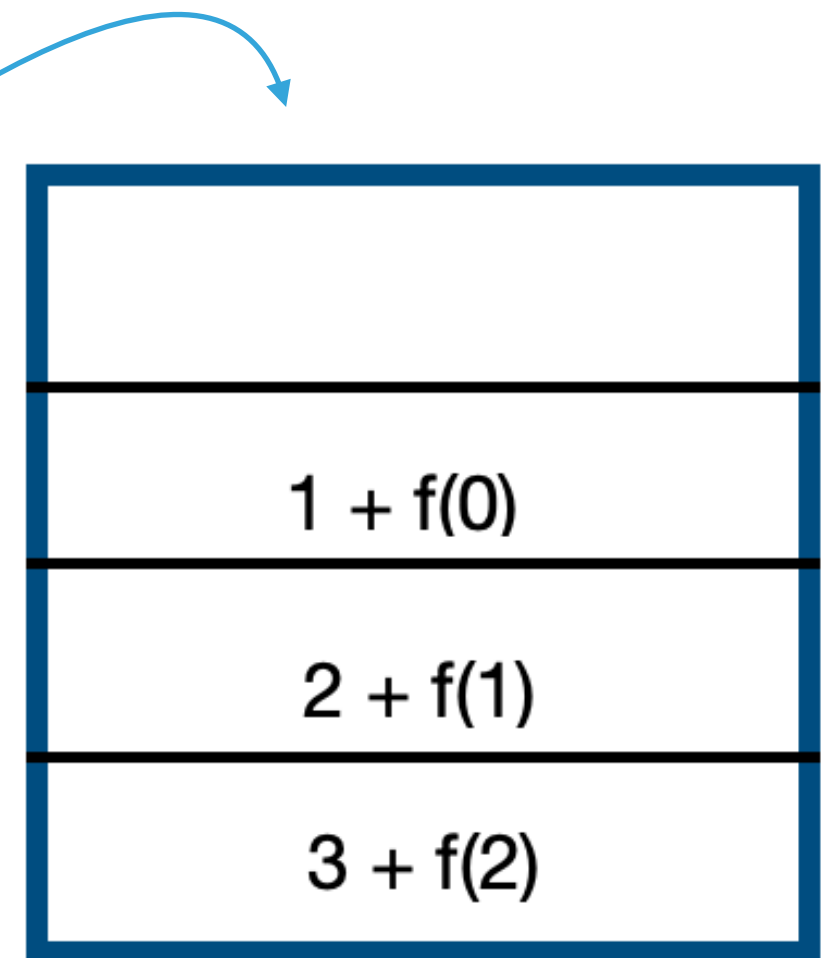 1 + f(0)
2 + f(1)
3 + f(2)